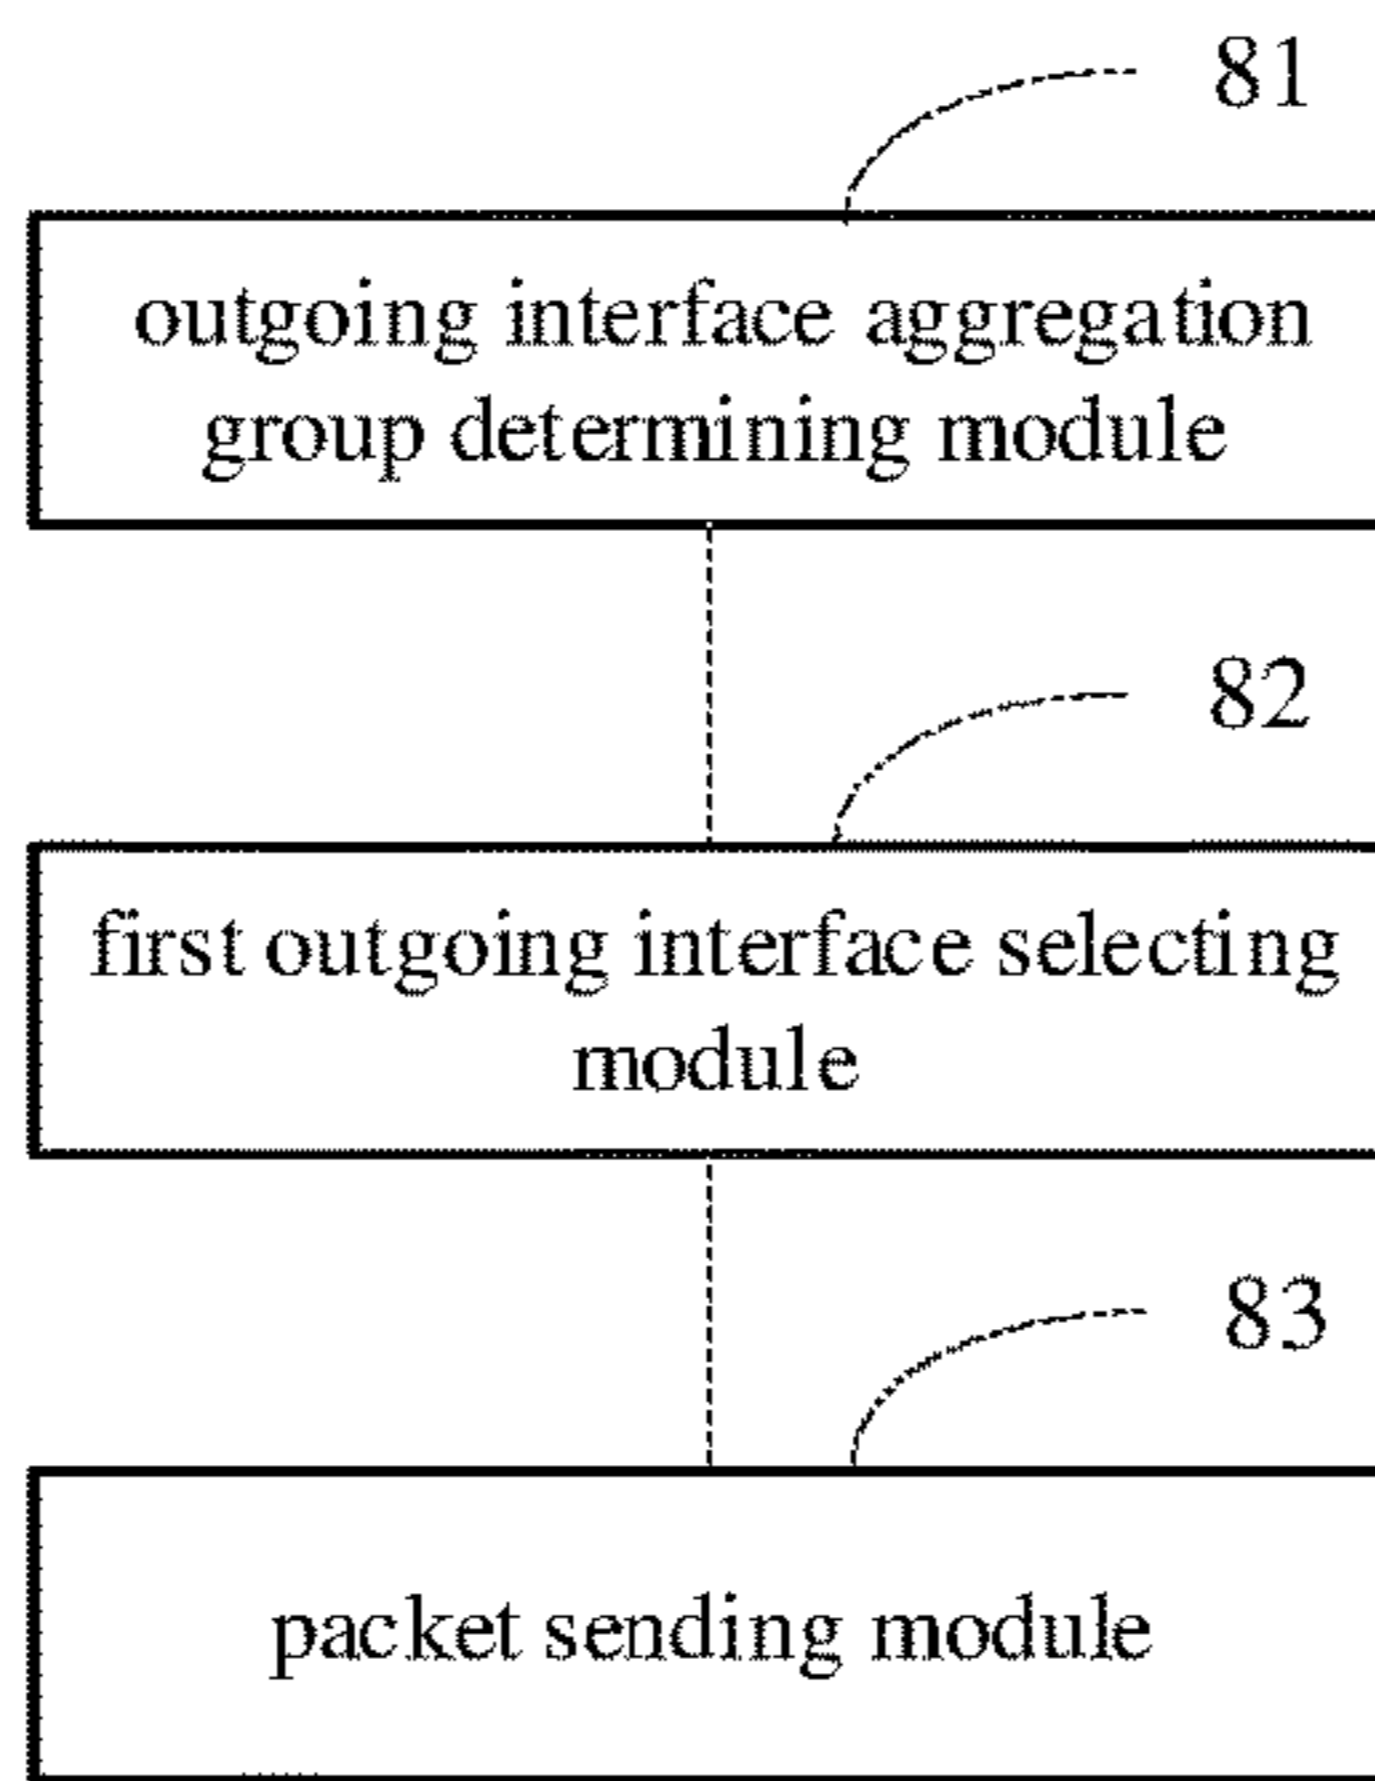 81
outgoing interface aggregation
group determining module
82
first outgoing interface selecting
module
83
packet sending module